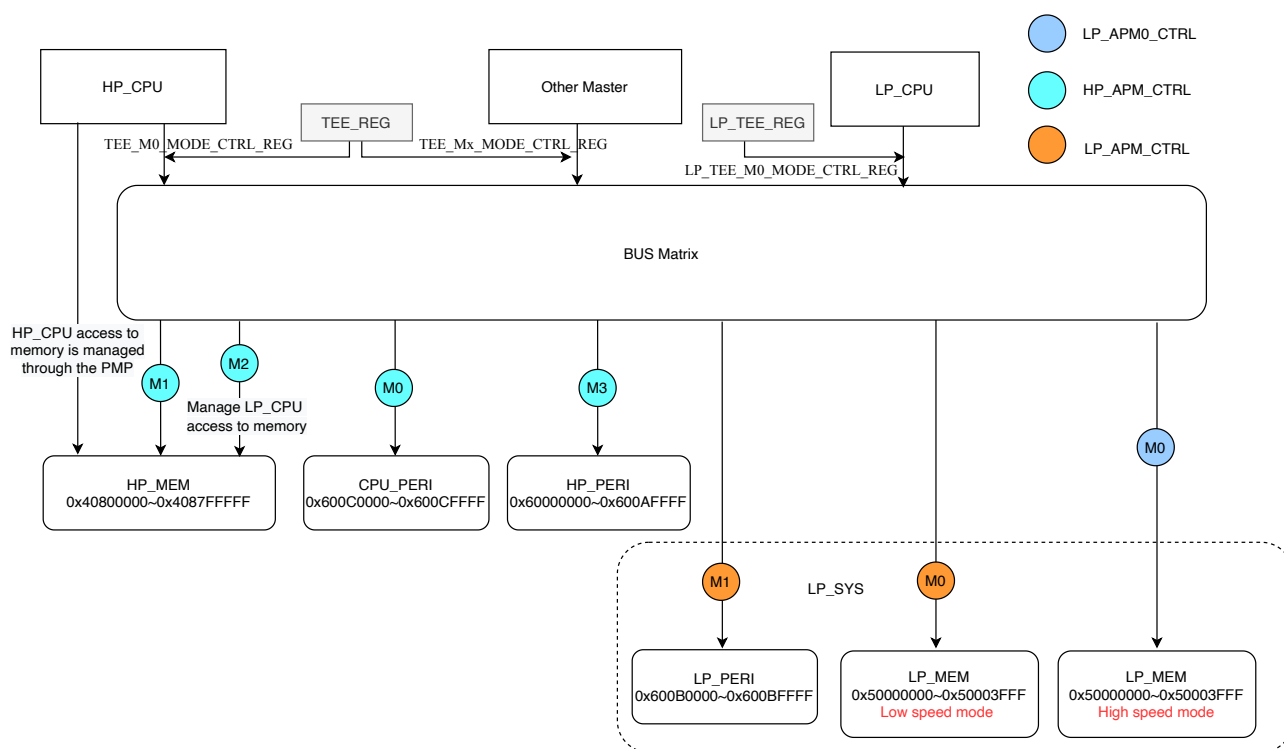 LP_APM0_CTRL
HP_CPU
Other Master
LP_CPU
HP_APM_CTRL
TEE_REG
LP_TEE_REG
TEE_M0_MODE_CTRL_REG
TEE_Mx_MODE_CTRL_REG
LP_APM_CTRL
LP_TEE_M0_MODE_CTRL_REG
BUS Matrix
HP_CPU access to
memory is managed
through the PMP
M1
M2
M0
M3
Manage LP_CPU
access to memory
M0
HP_MEM
0x40800000~0x4087FFFFF
CPU_PERI
0x600C0000~0x600CFFFF
HP_PERI
0x60000000~0x600AFFFF
M1
M0
LP_SYS
LP_PERI
0x600B0000~0x600BFFFF
LP_MEM
0x50000000~0x50003FFF
Low speed mode
LP_MEM
0x50000000~0x50003FFF
High speed mode